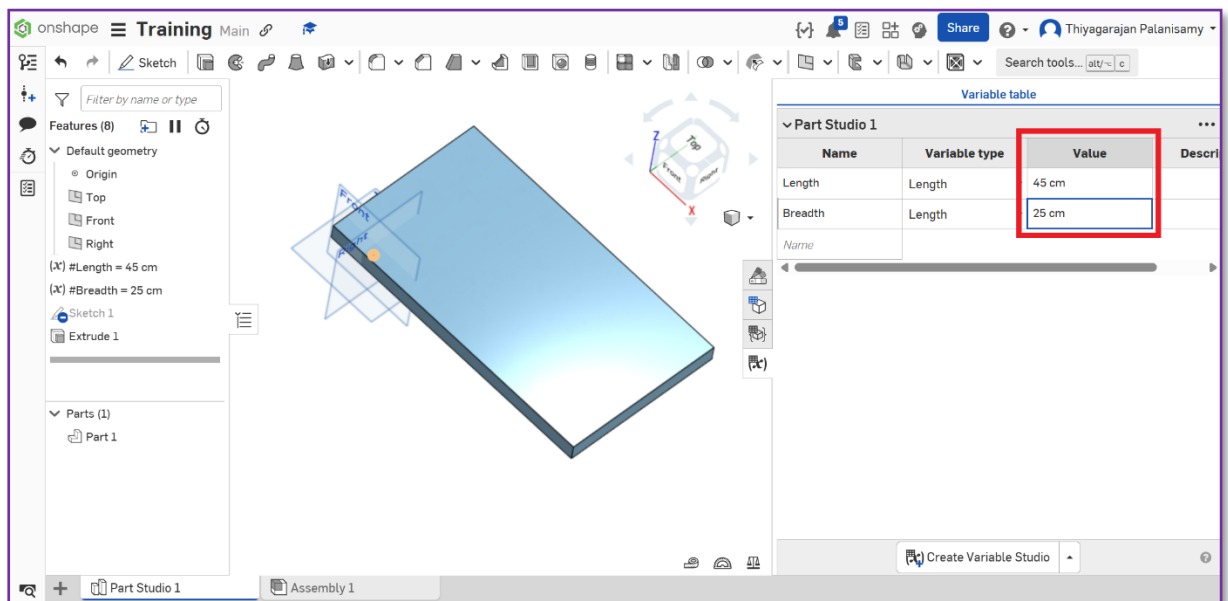 onshape Training Main 5 Share Thiyagarajan Palanisamy
Sketch Search tools... alt/⌥ c
Filter by name or type
Features (8)
Default geometry
Origin
Top
Front
Right
(x) #Length = 45 cm
(x) #Breadth = 25 cm
Sketch 1
Extrude 1
Parts (1)
Part 1
Front
Right
Z
Top
Front
Right
X
Variable table
Part Studio 1
Name Variable type Value Descri
Length Length 45 cm
Breadth Length 25 cm
Name
(x)
Create Variable Studio
Part Studio 1 Assembly 1